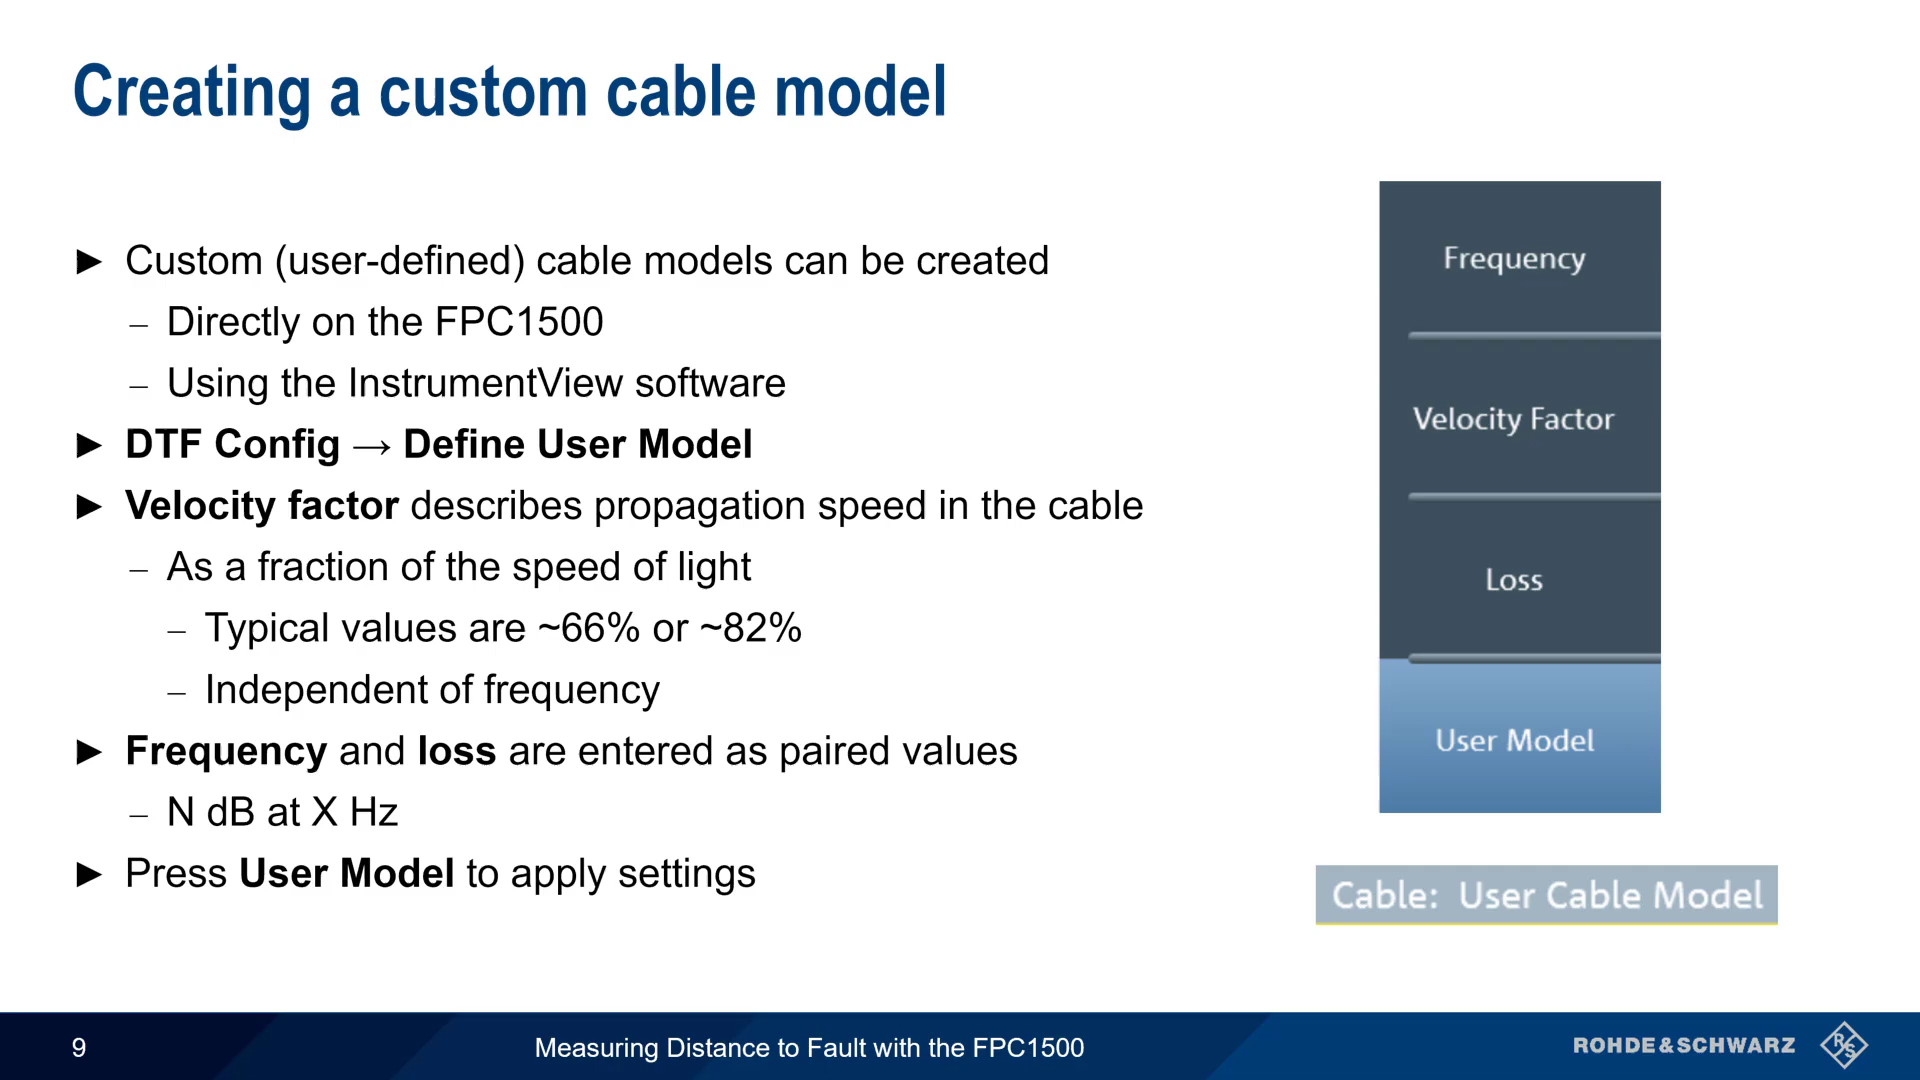 Creating a custom cable model
► Custom (user-defined) cable models can be created
– Directly on the FPC1500
– Using the InstrumentView software
► DTF Config → Define User Model
► Velocity factor describes propagation speed in the cable
– As a fraction of the speed of light
– Typical values are ~66% or ~82%
– Independent of frequency
► Frequency and loss are entered as paired values
– N dB at X Hz
► Press User Model to apply settings
Frequency
Velocity Factor
Loss
User Model
Cable: User Cable Model
9
Measuring Distance to Fault with the FPC1500
ROHDE&SCHWARZ
R&S